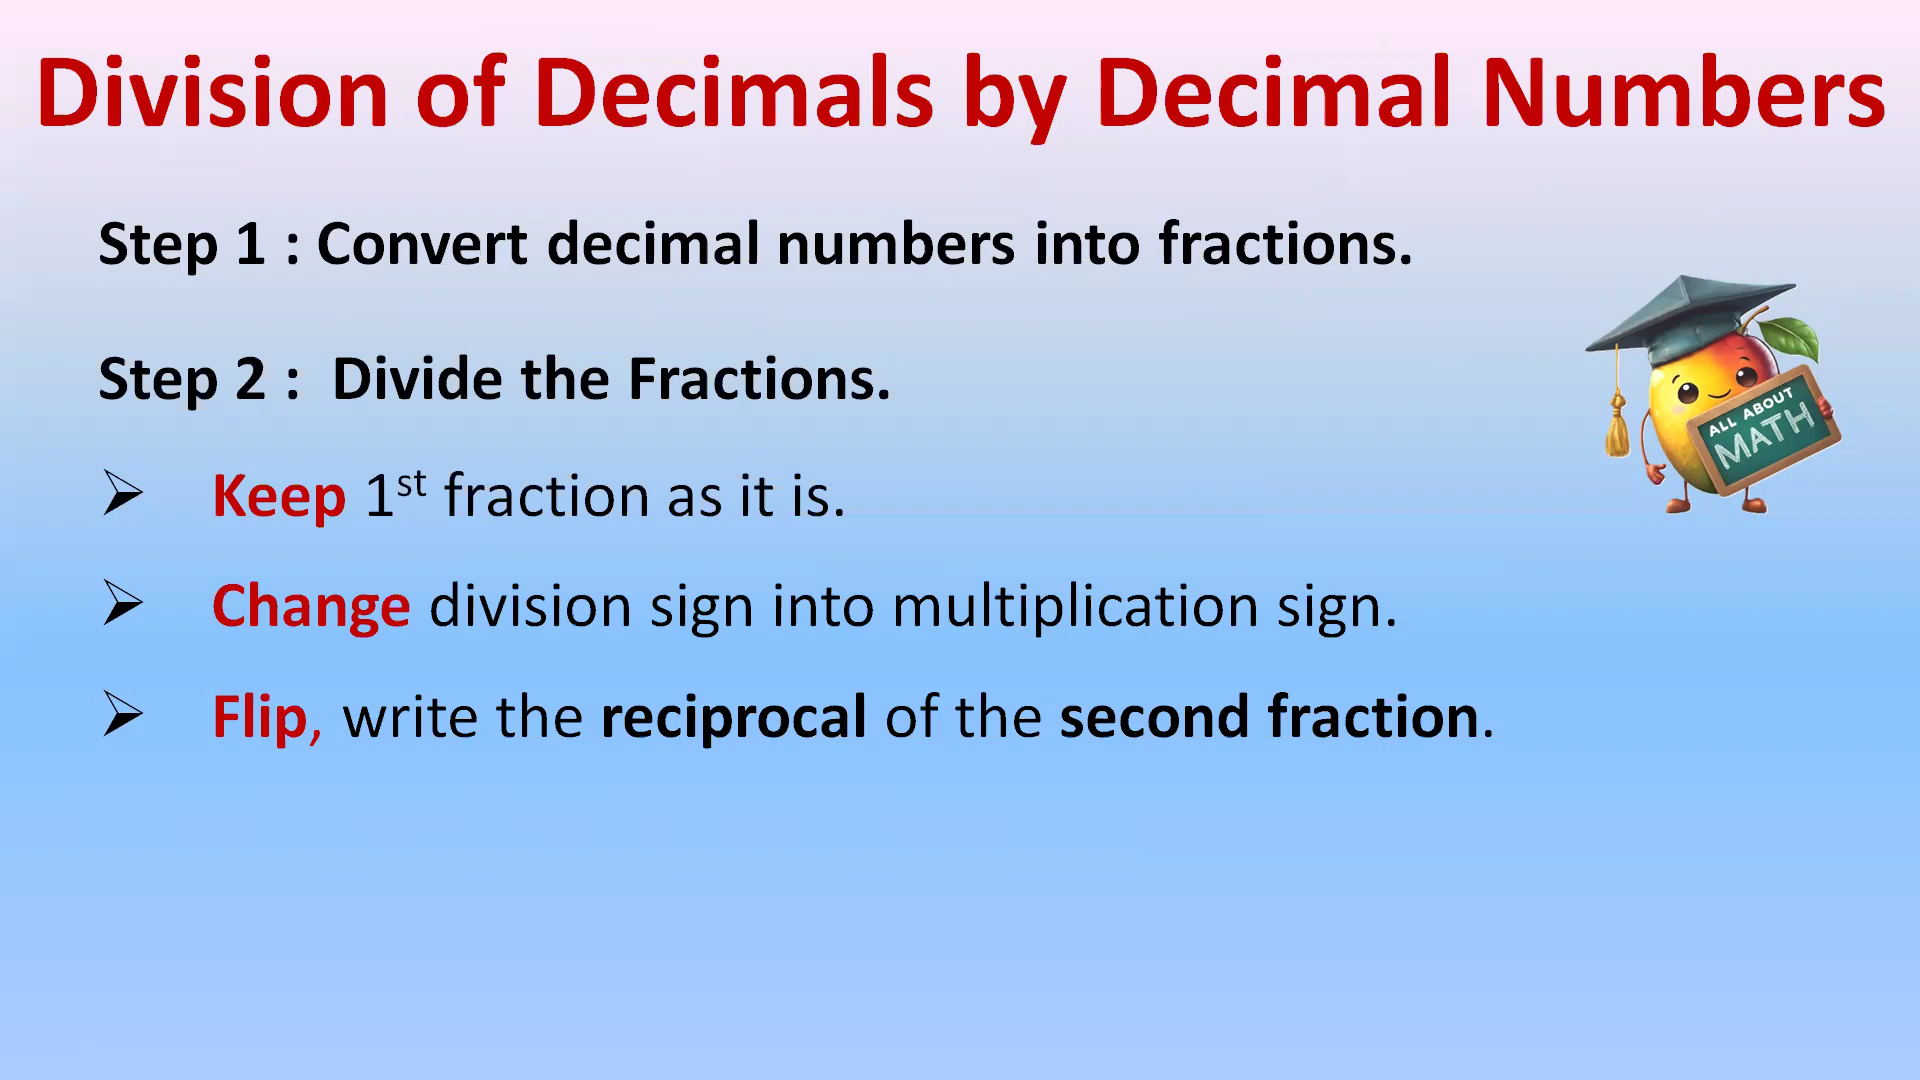 Division of Decimals by Decimal Numbers
Step 1 : Convert decimal numbers into fractions.
Step 2 :  Divide the Fractions.
➢ Keep 1st fraction as it is.
➢ Change division sign into multiplication sign.
➢ Flip, write the reciprocal of the second fraction.
ALL ABOUT
MATH